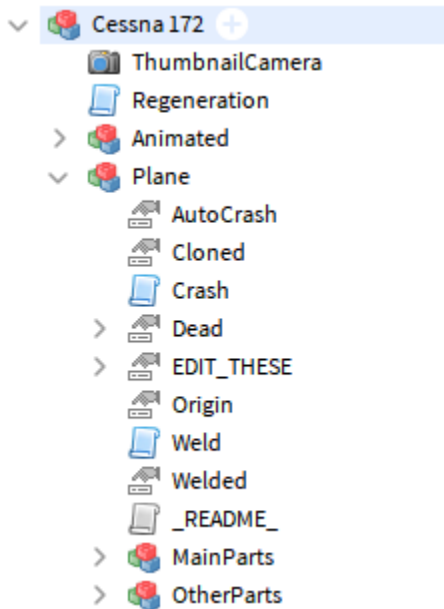 Cessna 172
ThumbnailCamera
Regeneration
Animated
Plane
AutoCrash
Cloned
Crash
Dead
EDIT_THESE
Origin
Weld
Welded
_README_
MainParts
OtherParts